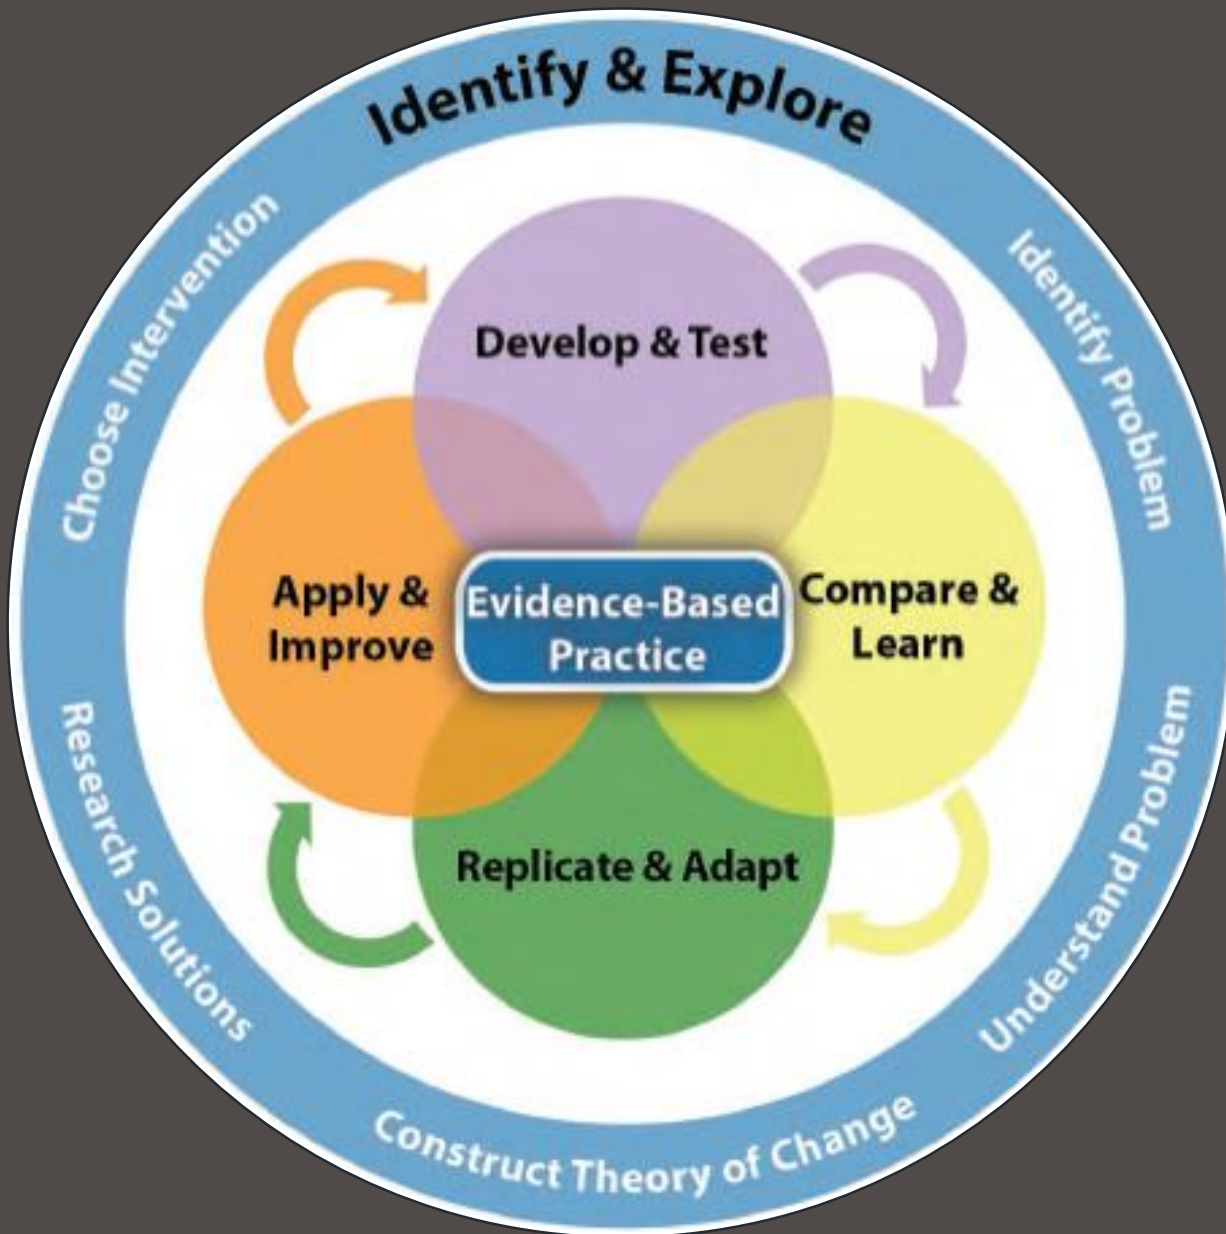 Identify & Explore
Identify Problem
Understand Problem
Construct Theory of Change
Research Solutions
Choose Intervention
Develop & Test
Compare &
Learn
Replicate & Adapt
Apply &
Improve
Evidence-Based
Practice